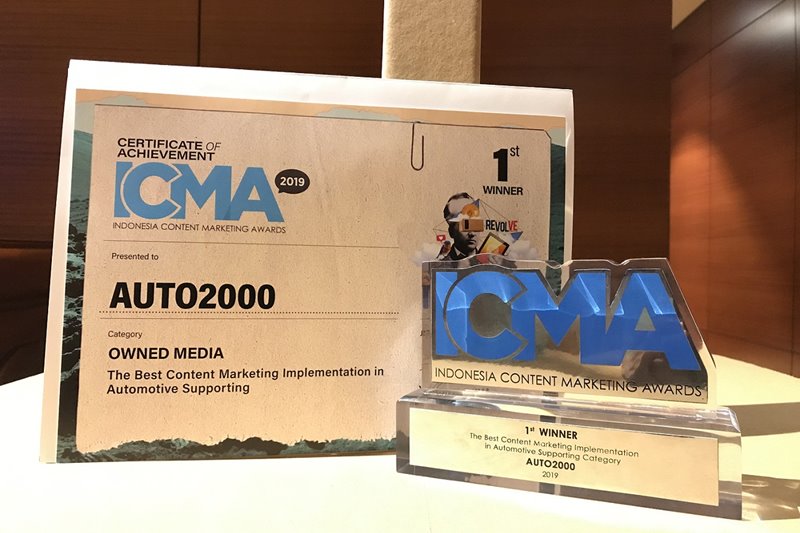 CERTIFICATE OF
ACHIEVEMENT
ICMA
2019
INDONESIA CONTENT MARKETING AWARDS
1st
WINNER
REVOLVE
Presented to
AUTO2000
Category
OWNED MEDIA
The Best Content Marketing Implementation in
Automotive Supporting
ICMA
INDONESIA CONTENT MARKETING AWARDS
1st WINNER
The Best Content Marketing Implementation
in Automotive Supporting Category
AUTO2000
2019